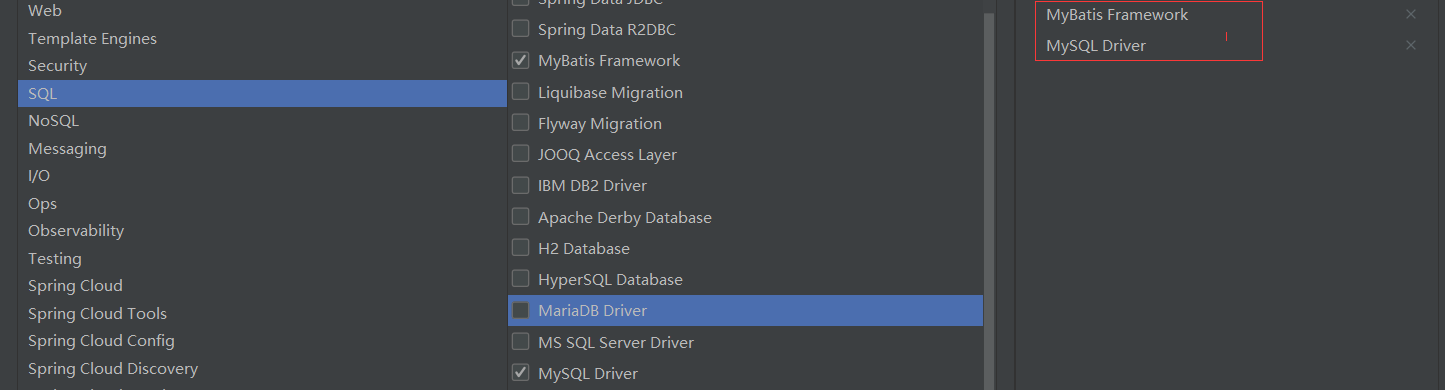 Web
Template Engines
Security
SQL
NoSQL
Messaging
I/O
Ops
Observability
Testing
Spring Cloud
Spring Cloud Tools
Spring Cloud Config
Spring Cloud Discovery
Spring Data JDBC
Spring Data R2DBC
MyBatis Framework
Liquibase Migration
Flyway Migration
JOOQ Access Layer
IBM DB2 Driver
Apache Derby Database
H2 Database
HyperSQL Database
MariaDB Driver
MS SQL Server Driver
MySQL Driver
MyBatis Framework
MySQL Driver